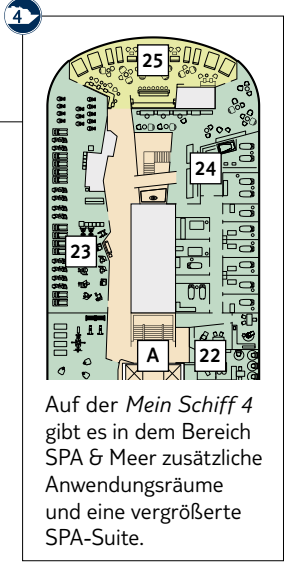 4
25
24
23
A
22
Auf der Mein Schiff 4
gibt es in dem Bereich
SPA & Meer zusätzliche
Anwendungsräume
und eine vergrößerte
SPA-Suite.